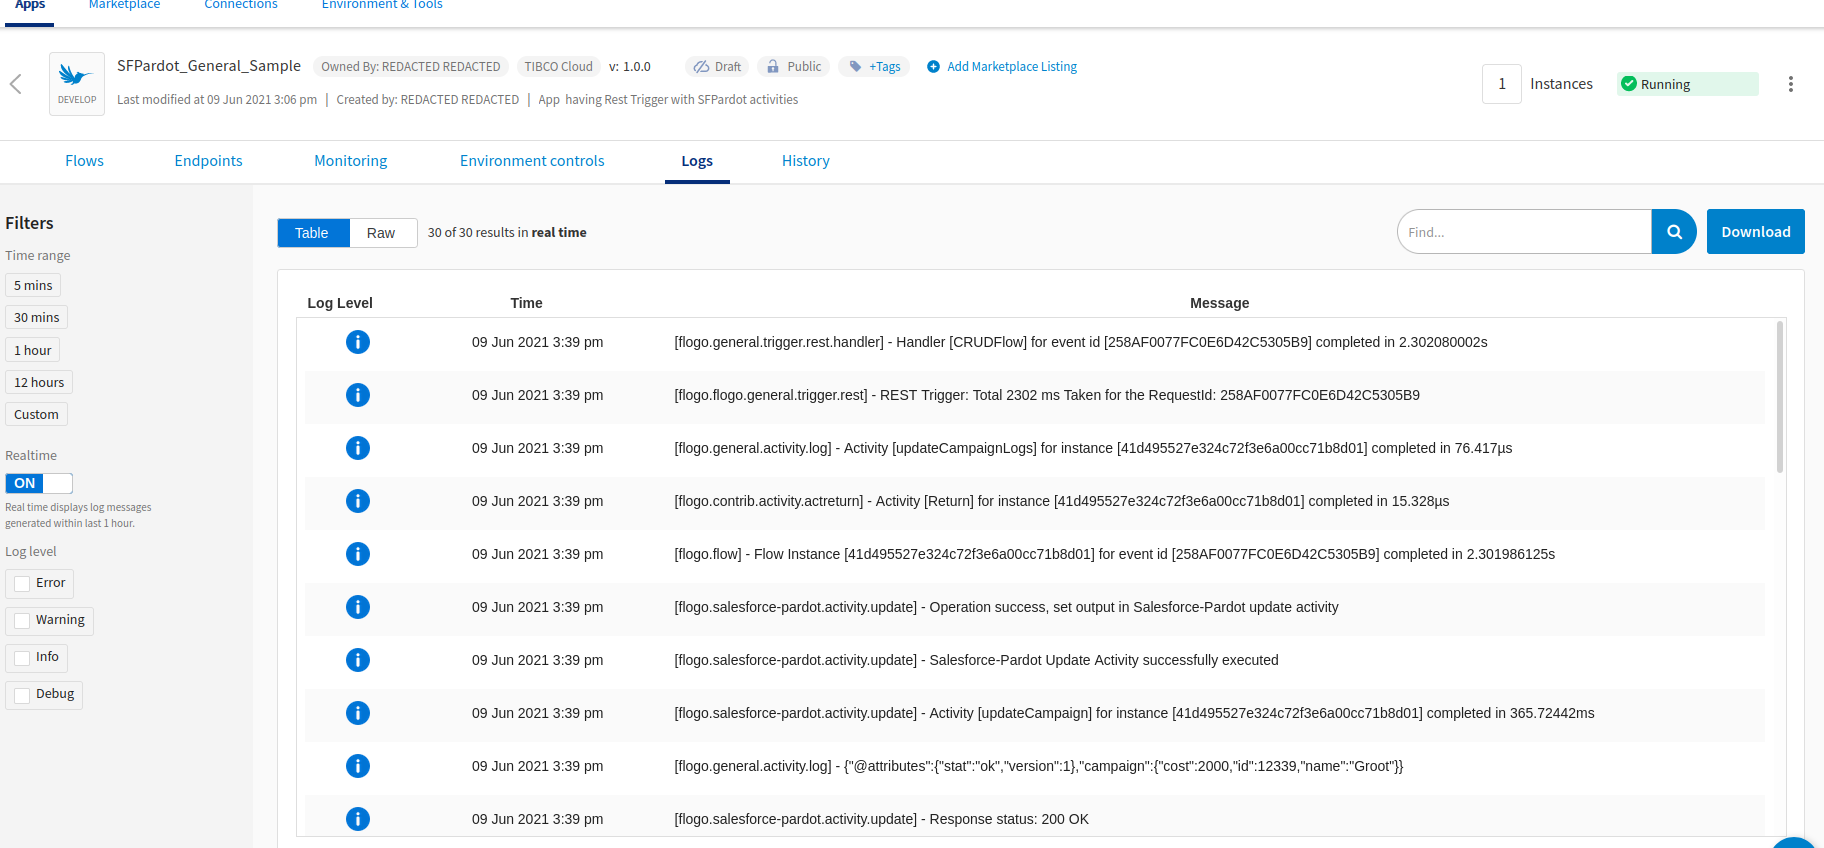 Apps Marketplace Connections Environment & Tools
SFPardot_General_Sample Owned By: REDACTED REDACTED TIBCO Cloud v: 1.0.0 Draft Public +Tags Add Marketplace Listing
DEVELOP
Last modified at 09 Jun 2021 3:06 pm | Created by: REDACTED REDACTED | App having Rest Trigger with SFPardot activities
1 Instances Running
Flows Endpoints Monitoring Environment controls Logs History
Filters
Time range
5 mins
30 mins
1 hour
12 hours
Custom
Realtime
ON
Real time displays log messages
generated within last 1 hour.
Log level
Error
Warning
Info
Debug
Table Raw 30 of 30 results in real time Find... Download
Log Level Time Message
09 Jun 2021 3:39 pm [flogo.general.trigger.rest.handler] - Handler [CRUDFlow] for event id [258AF0077FC0E6D42C5305B9] completed in 2.302080002s
09 Jun 2021 3:39 pm [flogo.flogo.general.trigger.rest] - REST Trigger: Total 2302 ms Taken for the RequestId: 258AF0077FC0E6D42C5305B9
09 Jun 2021 3:39 pm [flogo.general.activity.log] - Activity [updateCampaignLogs] for instance [41d495527e324c72f3e6a00cc71b8d01] completed in 76.417µs
09 Jun 2021 3:39 pm [flogo.contrib.activity.actreturn] - Activity [Return] for instance [41d495527e324c72f3e6a00cc71b8d01] completed in 15.328µs
09 Jun 2021 3:39 pm [flogo.flow] - Flow Instance [41d495527e324c72f3e6a00cc71b8d01] for event id [258AF0077FC0E6D42C5305B9] completed in 2.301986125s
09 Jun 2021 3:39 pm [flogo.salesforce-pardot.activity.update] - Operation success, set output in Salesforce-Pardot update activity
09 Jun 2021 3:39 pm [flogo.salesforce-pardot.activity.update] - Salesforce-Pardot Update Activity successfully executed
09 Jun 2021 3:39 pm [flogo.salesforce-pardot.activity.update] - Activity [updateCampaign] for instance [41d495527e324c72f3e6a00cc71b8d01] completed in 365.72442ms
09 Jun 2021 3:39 pm [flogo.general.activity.log] - {"@attributes":{"stat":"ok","version":1},"campaign":{"cost":2000,"id":12339,"name":"Groot"}}
09 Jun 2021 3:39 pm [flogo.salesforce-pardot.activity.update] - Response status: 200 OK